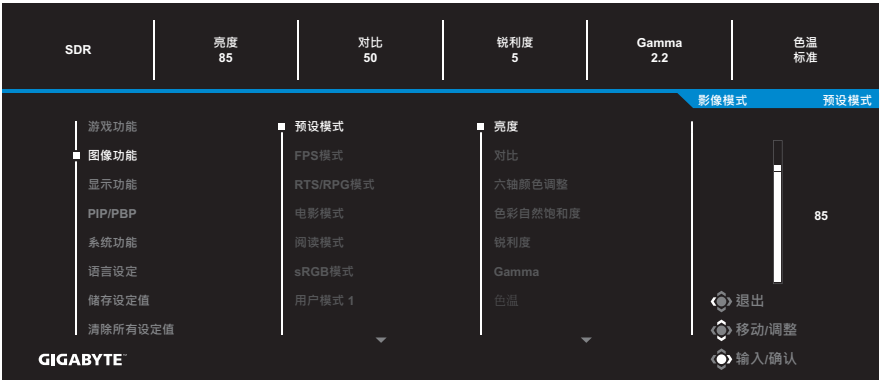 SDR
亮度
85
对比
50
锐利度
5
Gamma
2.2
色温
标准
影像模式
预设模式
游戏功能
图像功能
显示功能
PIP/PBP
系统功能
语言设定
储存设定值
清除所有设定值
预设模式
FPS模式
RTS/RPG模式
电影模式
阅读模式
sRGB模式
用户模式 1
亮度
对比
六轴颜色调整
色彩自然饱和度
锐利度
Gamma
色温
85
退出
移动/调整
输入/确认
GIGABYTE™